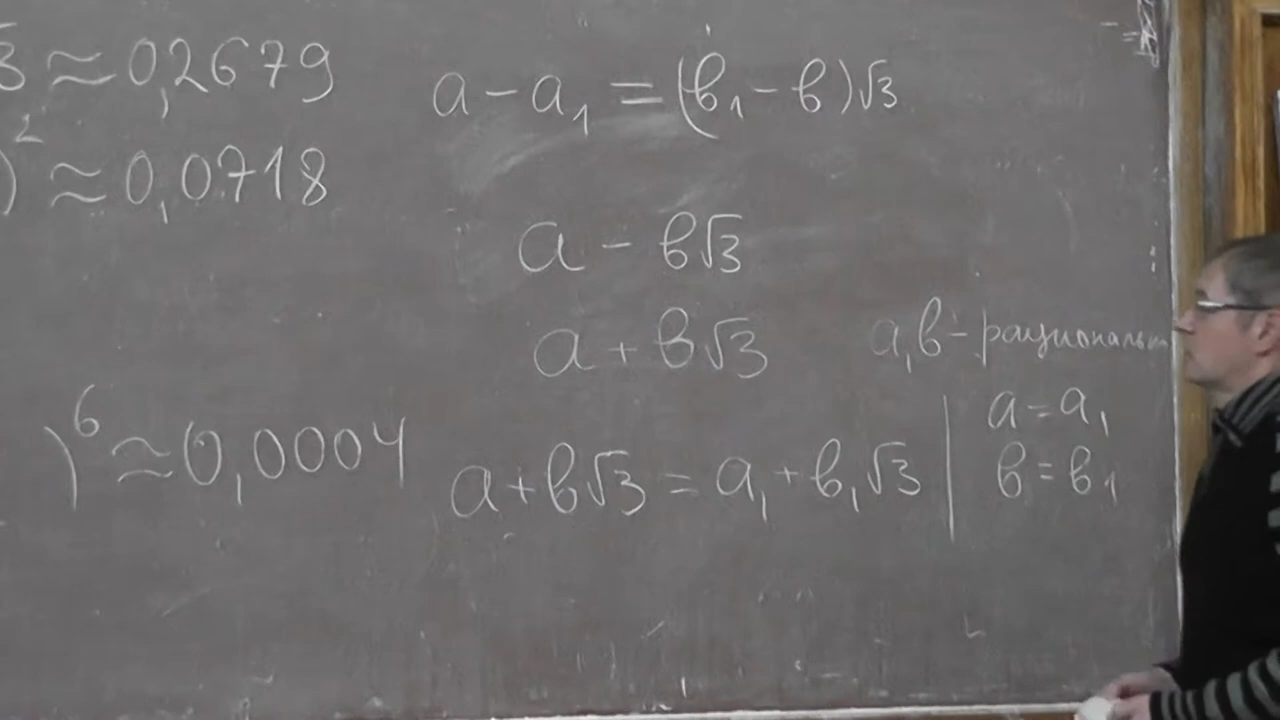 3 ≈ 0,2679
)² ≈ 0,0718
)⁶ ≈ 0,0004
a - a₁ = (в₁ - в)√3
a - в√3
a + в√3
a, в - рациональн
a + в√3 = a₁ + в₁√3 | a = a₁
в = в₁